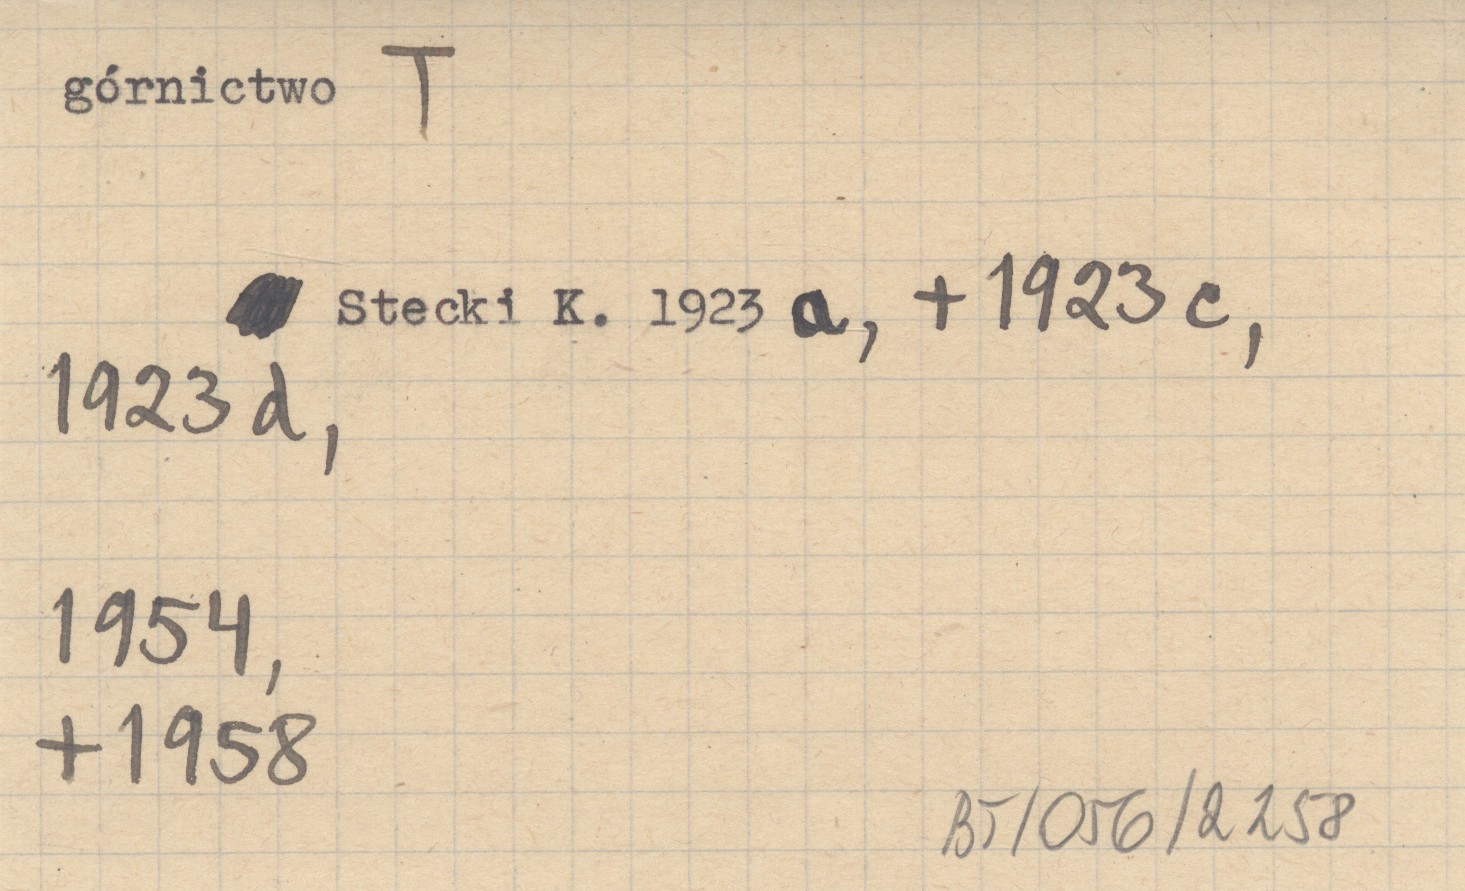 górnictwo T
Stecki K. 1923 a, + 1923 c,
1923 d,
1954,
+ 1958
BT/056/2258